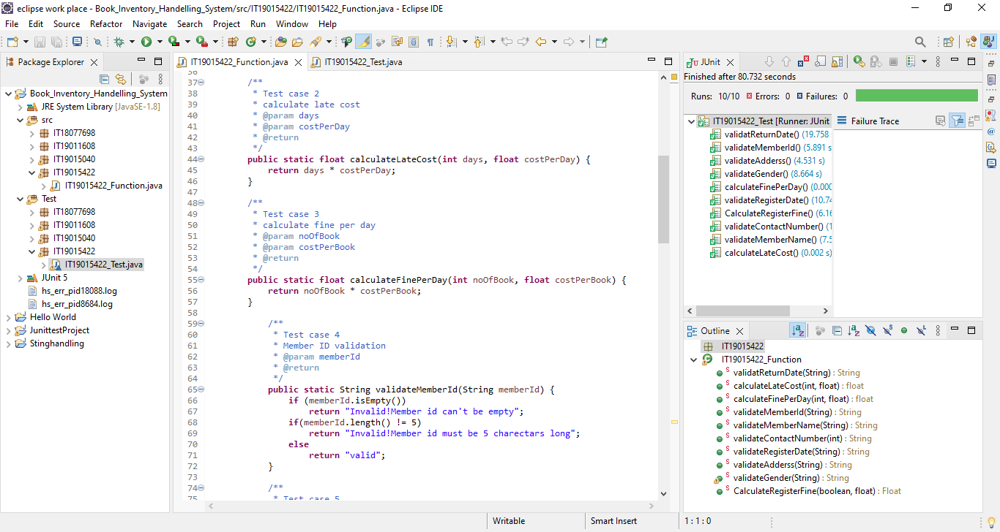 eclipse work place - Book_Inventory_Handelling_System/src/IT19015422/IT19015422_Function.java - Eclipse IDE
File Edit Source Refactor Navigate Search Project Run Window Help
Package Explorer
Book_Inventory_Handelling_System
JRE System Library [JavaSE-1.8]
src
IT18077698
IT19011608
IT19015040
IT19015422
IT19015422_Function.java
Test
IT18077698
IT19011608
IT19015040
IT19015422
IT19015422_Test.java
JUnit 5
hs_err_pid18088.log
hs_err_pid8684.log
Hello World
JunittestProject
Stinghandling
IT19015422_Function.java IT19015422_Test.java
36
37 /**
38 * Test case 2
39 * calculate late cost
40 * @param days
41 * @param costPerDay
42 * @return
43 */
44 public static float calculateLateCost(int days, float costPerDay) {
45 return days * costPerDay;
46 }
47
48 /**
49 * Test case 3
50 * calculate fine per day
51 * @param noOfBook
52 * @param costPerBook
53 * @return
54 */
55 public static float calculateFinePerDay(int noOfBook, float costPerBook) {
56 return noOfBook * costPerBook;
57 }
58
59 /**
60 * Test case 4
61 * Member ID validation
62 * @param memberId
63 * @return
64 */
65 public static String validateMemberId(String memberId) {
66 if (memberId.isEmpty())
67 return "Invalid!Member id can't be empty";
68 if(memberId.length() != 5)
69 return "Invalid!Member id must be 5 charectars long";
70 else
71 return "valid";
72 }
73
74 /**
75 * Test case 5
JUnit
Finished after 80.732 seconds
Runs: 10/10 Errors: 0 Failures: 0
IT19015422_Test [Runner: JUnit
Failure Trace
validatReturnDate() (19.758
validateMemberId() (5.891 s
validateAdderss() (4.531 s)
validateGender() (8.664 s)
calculateFinePerDay() (0.000
validateRegisterDate() (10.74
CalculateRegisterFine() (6.16
validateContactNumber() (1
validateMemberName() (7.5
calculateLateCost() (0.002 s)
Outline
IT19015422
IT19015422_Function
validatReturnDate(String) : String
calculateLateCost(int, float) : float
calculateFinePerDay(int, float) : float
validateMemberId(String) : String
validateMemberName(String) : String
validateContactNumber(int) : String
validateRegisterDate(String) : String
validateAdderss(String) : String
validateGender(String) : String
CalculateRegisterFine(boolean, float) : Float
Writable Smart Insert 1 : 1 : 0